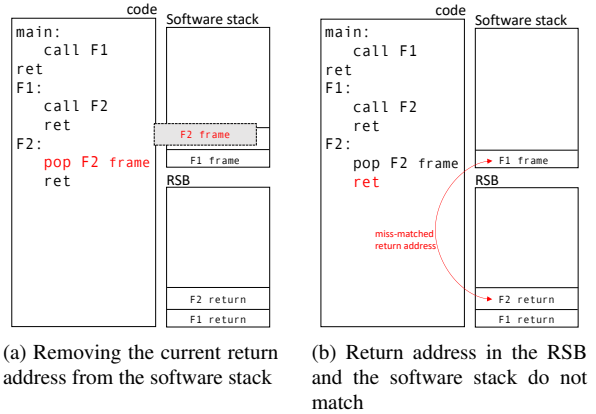 code
Software stack
main:
call F1
ret
F1:
call F2
ret
F2:
pop F2 frame
ret
F2 frame
F1 frame
RSB
F2 return
F1 return
(a) Removing the current return
address from the software stack
code
Software stack
main:
call F1
ret
F1:
call F2
ret
F2:
pop F2 frame
ret
F1 frame
RSB
miss-matched
return address
F2 return
F1 return
(b) Return address in the RSB
and the software stack do not
match